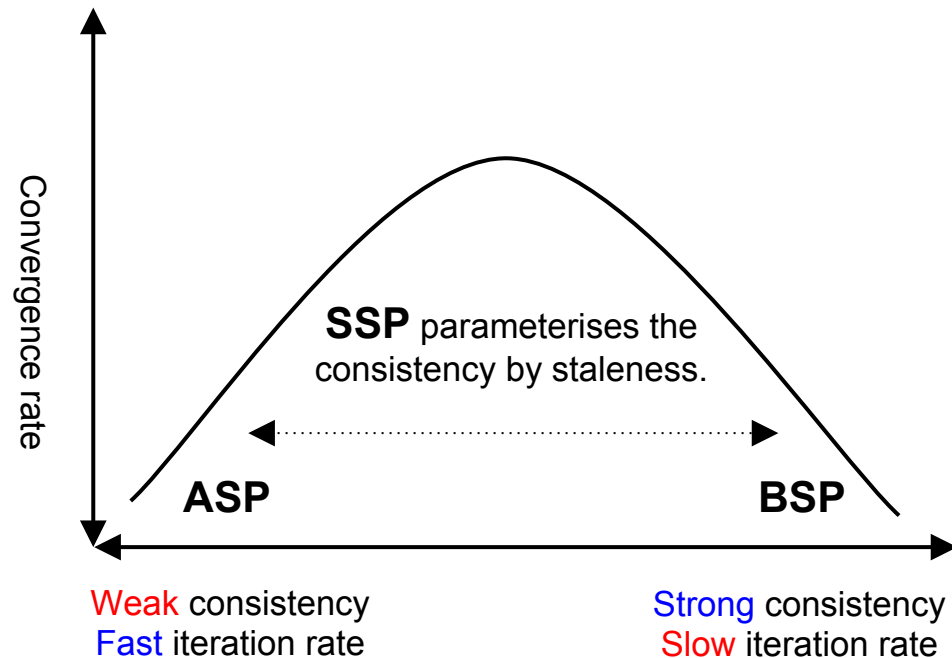 Convergence rate
SSP parameterises the
consistency by staleness.
ASP
BSP
Weak consistency
Fast iteration rate
Strong consistency
Slow iteration rate